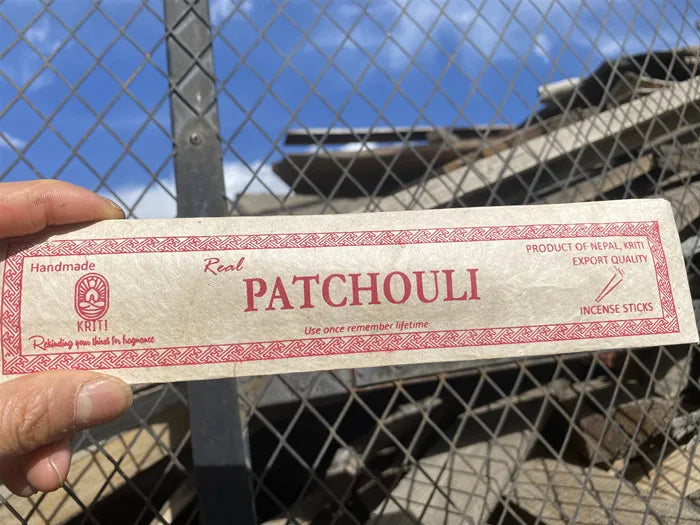 Handmade
KRITI
Rekindling your thirst for fragnance
Real
PATCHOULI
Use once remember lifetime
PRODUCT OF NEPAL, KRITI
EXPORT QUALITY
INCENSE STICKS